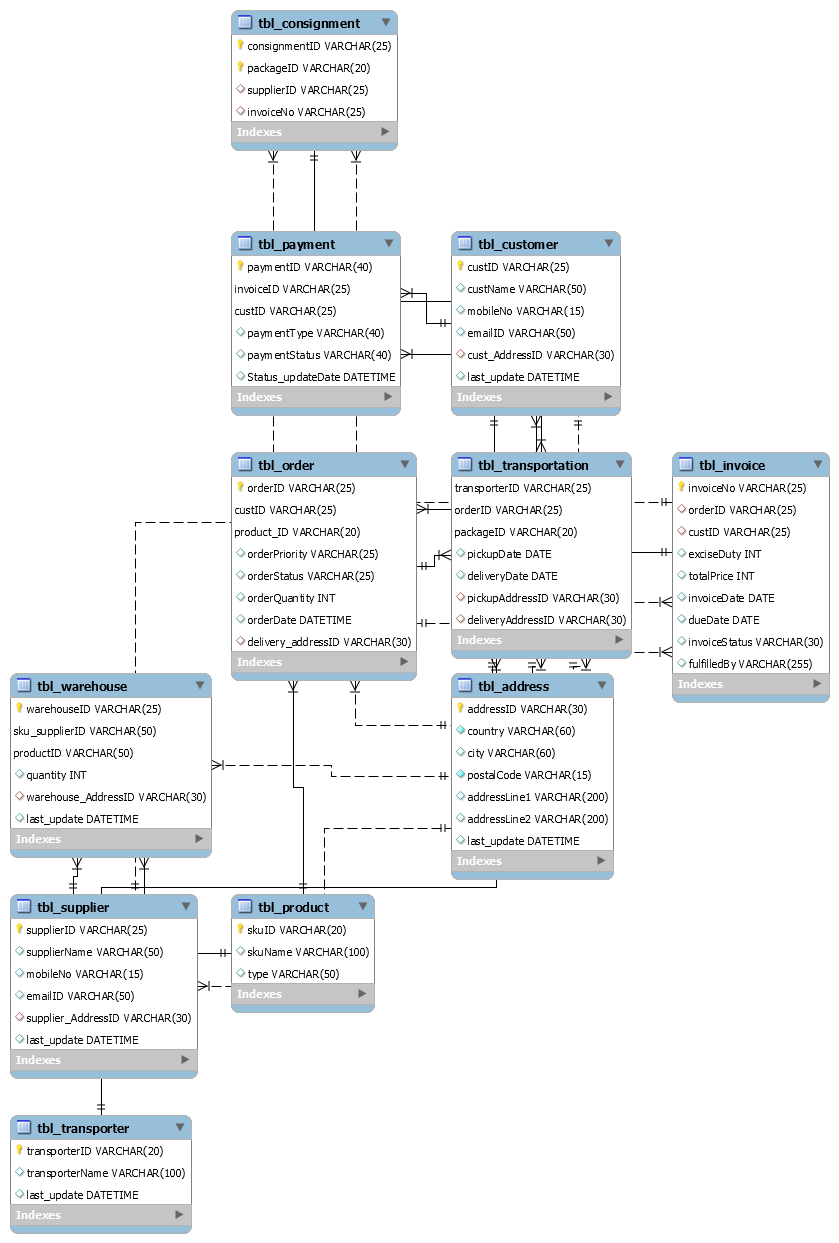 tbl_consignment
consignmentID VARCHAR(25)
packageID VARCHAR(20)
supplierID VARCHAR(25)
invoiceNo VARCHAR(25)
Indexes
tbl_payment
paymentID VARCHAR(40)
invoiceID VARCHAR(25)
custID VARCHAR(25)
paymentType VARCHAR(40)
paymentStatus VARCHAR(40)
Status_updateDate DATETIME
Indexes
tbl_customer
custID VARCHAR(25)
custName VARCHAR(50)
mobileNo VARCHAR(15)
emailID VARCHAR(50)
cust_AddressID VARCHAR(30)
last_update DATETIME
Indexes
tbl_order
orderID VARCHAR(25)
custID VARCHAR(25)
product_ID VARCHAR(20)
orderPriority VARCHAR(25)
orderStatus VARCHAR(25)
orderQuantity INT
orderDate DATETIME
delivery_addressID VARCHAR(30)
Indexes
tbl_transportation
transporterID VARCHAR(25)
orderID VARCHAR(25)
packageID VARCHAR(20)
pickupDate DATE
deliveryDate DATE
pickupAddressID VARCHAR(30)
deliveryAddressID VARCHAR(30)
Indexes
tbl_invoice
invoiceNo VARCHAR(25)
orderID VARCHAR(25)
custID VARCHAR(25)
exciseDuty INT
totalPrice INT
invoiceDate DATE
dueDate DATE
invoiceStatus VARCHAR(30)
fulfilledBy VARCHAR(255)
Indexes
tbl_warehouse
warehouseID VARCHAR(25)
sku_supplierID VARCHAR(50)
productID VARCHAR(50)
quantity INT
warehouse_AddressID VARCHAR(30)
last_update DATETIME
Indexes
tbl_address
addressID VARCHAR(30)
country VARCHAR(60)
city VARCHAR(60)
postalCode VARCHAR(15)
addressLine1 VARCHAR(200)
addressLine2 VARCHAR(200)
last_update DATETIME
Indexes
tbl_supplier
supplierID VARCHAR(25)
supplierName VARCHAR(50)
mobileNo VARCHAR(15)
emailID VARCHAR(50)
supplier_AddressID VARCHAR(30)
last_update DATETIME
Indexes
tbl_product
skuID VARCHAR(20)
skuName VARCHAR(100)
type VARCHAR(50)
Indexes
tbl_transporter
transporterID VARCHAR(20)
transporterName VARCHAR(100)
last_update DATETIME
Indexes